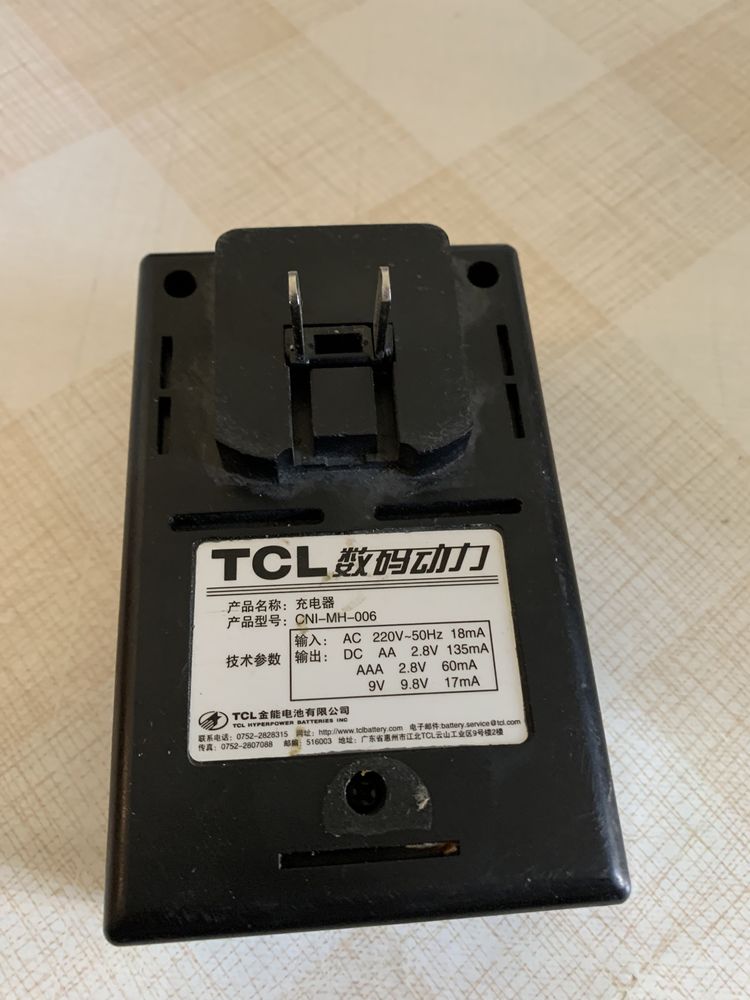 TCL 数码动力
产品名称：充电器
产品型号：CNI-MH-006
技术参数
输入： AC 220V~50Hz 18mA
输出： DC AA 2.8V 135mA
AAA 2.8V 60mA
9V 9.8V 17mA
TCL金能电池有限公司
TCL HYPERPOWER BATTERIES INC
联系电话：0752-2828315 网址：http://www.tclbattery.com 电子邮件:battery.service@tcl.com
传真：0752-2807088 邮编：516003 地址：广东省惠州市江北TCL云山工业区9号楼2楼